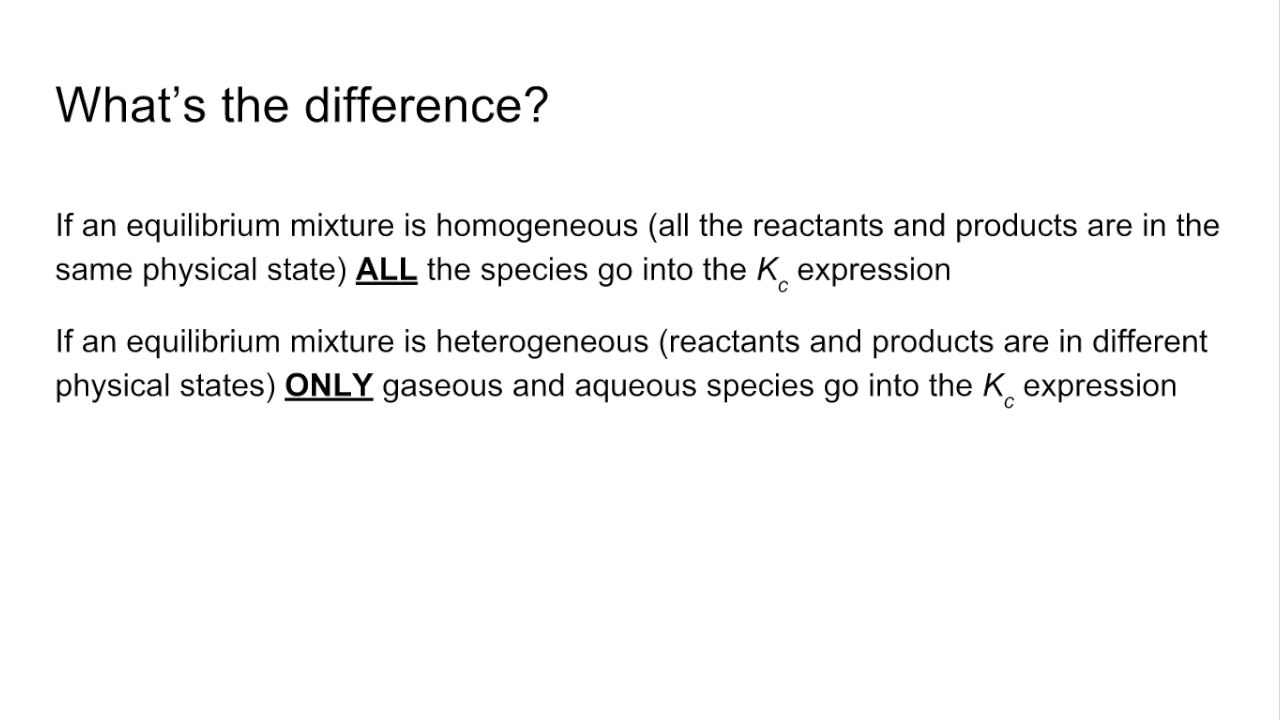 What’s the difference?
If an equilibrium mixture is homogeneous (all the reactants and products are in the
same physical state) ALL the species go into the Kc expression
If an equilibrium mixture is heterogeneous (reactants and products are in different
physical states) ONLY gaseous and aqueous species go into the Kc expression